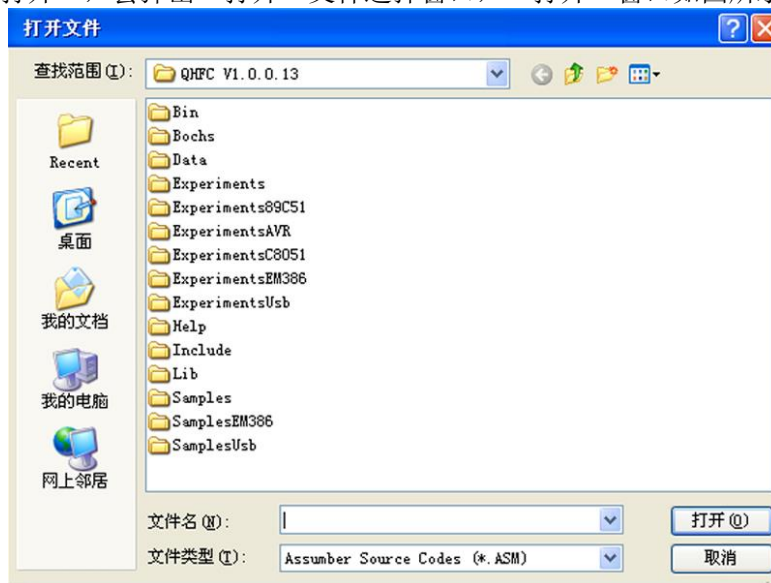 打开文件
查找范围(I):
QHFC V1.0.0.13
Bin
Bochs
Data
Experiments
Experiments89C51
ExperimentsAVR
ExperimentsC8051
ExperimentsEM386
ExperimentsUsb
Help
Include
Lib
Samples
SamplesEM386
SamplesUsb
Recent
桌面
我的文档
我的电脑
网上邻居
文件名(N):
打开(O)
文件类型(T):
Assumber Source Codes (*.ASM)
取消